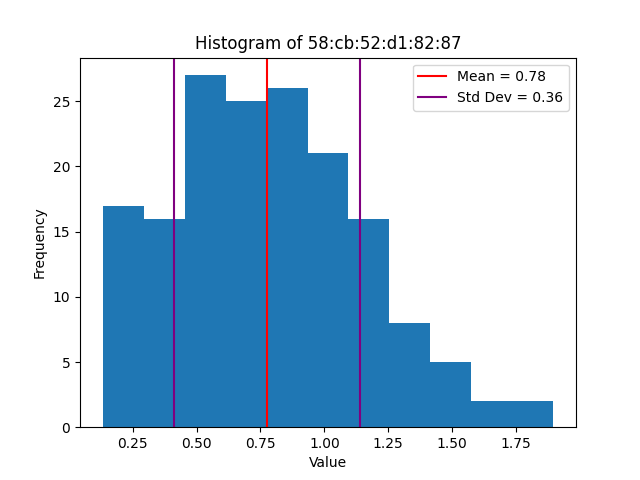 Histogram of 58:cb:52:d1:82:87
Mean = 0.78
Std Dev = 0.36
Frequency
25
20
15
10
5
0
0.25 0.50 0.75 1.00 1.25 1.50 1.75
Value